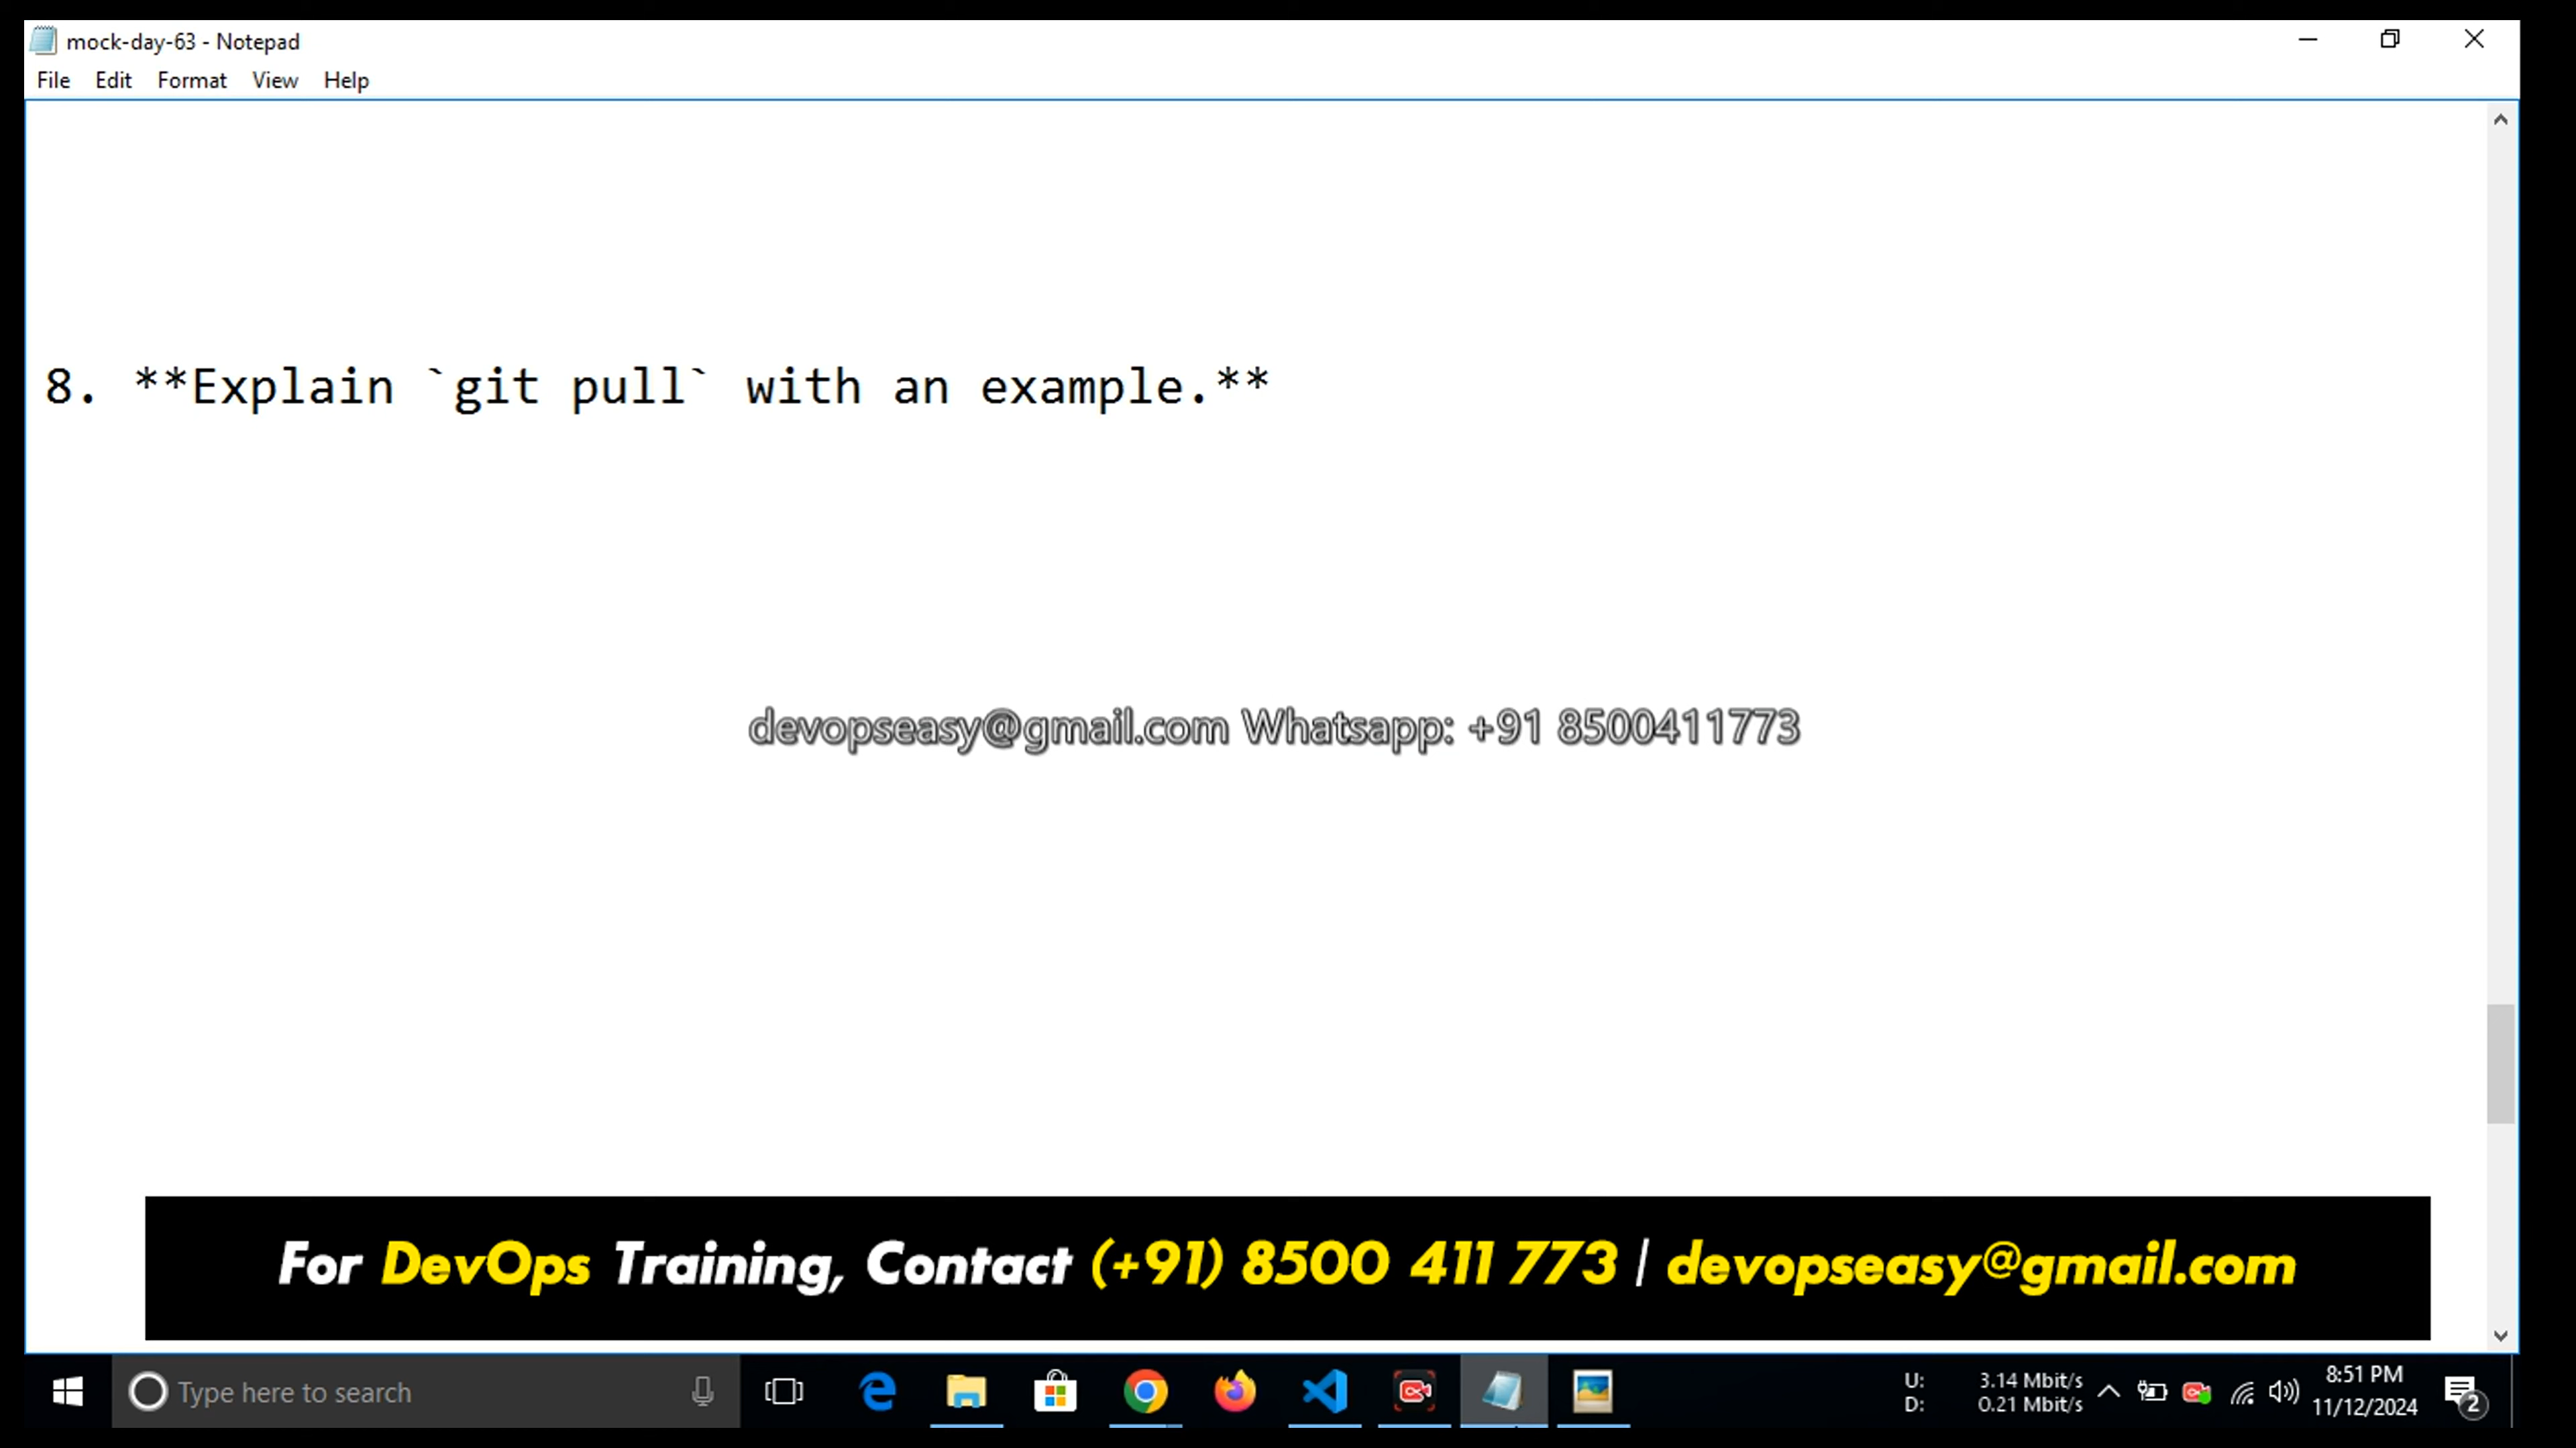 mock-day-63 - Notepad
File Edit Format View Help
8. **Explain `git pull` with an example.**
devopseasy@gmail.com Whatsapp: +91 8500411773
For DevOps Training, Contact (+91) 8500 411 773 | devopseasy@gmail.com
Type here to search
U: 3.14 Mbit/s
D: 0.21 Mbit/s
8:51 PM
11/12/2024
2